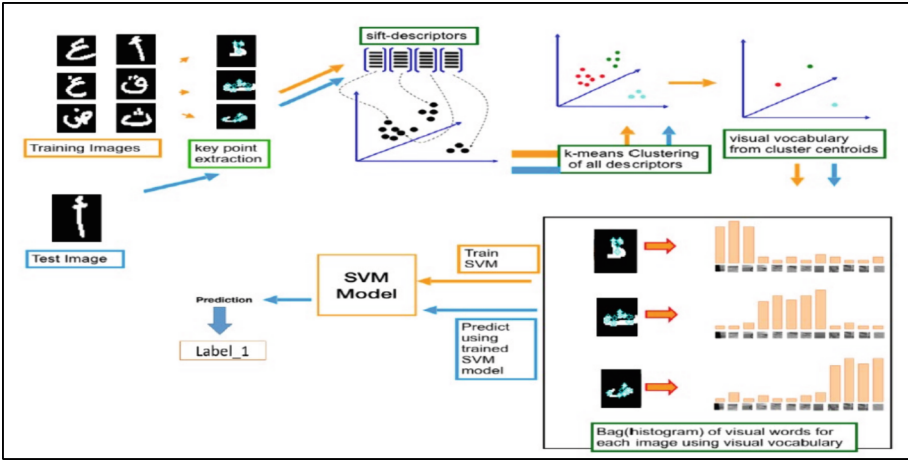 ع أ
غ ق
ض ث
Training Images
key point
extraction
sift-descriptors
k-means Clustering
of all descriptors
visual vocabulary
from cluster centroids
أ
Test Image
Train
SVM
SVM
Model
Prediction
Label_1
Predict
using
trained
SVM
model
Bag(histogram) of visual words for
each image using visual vocabulary